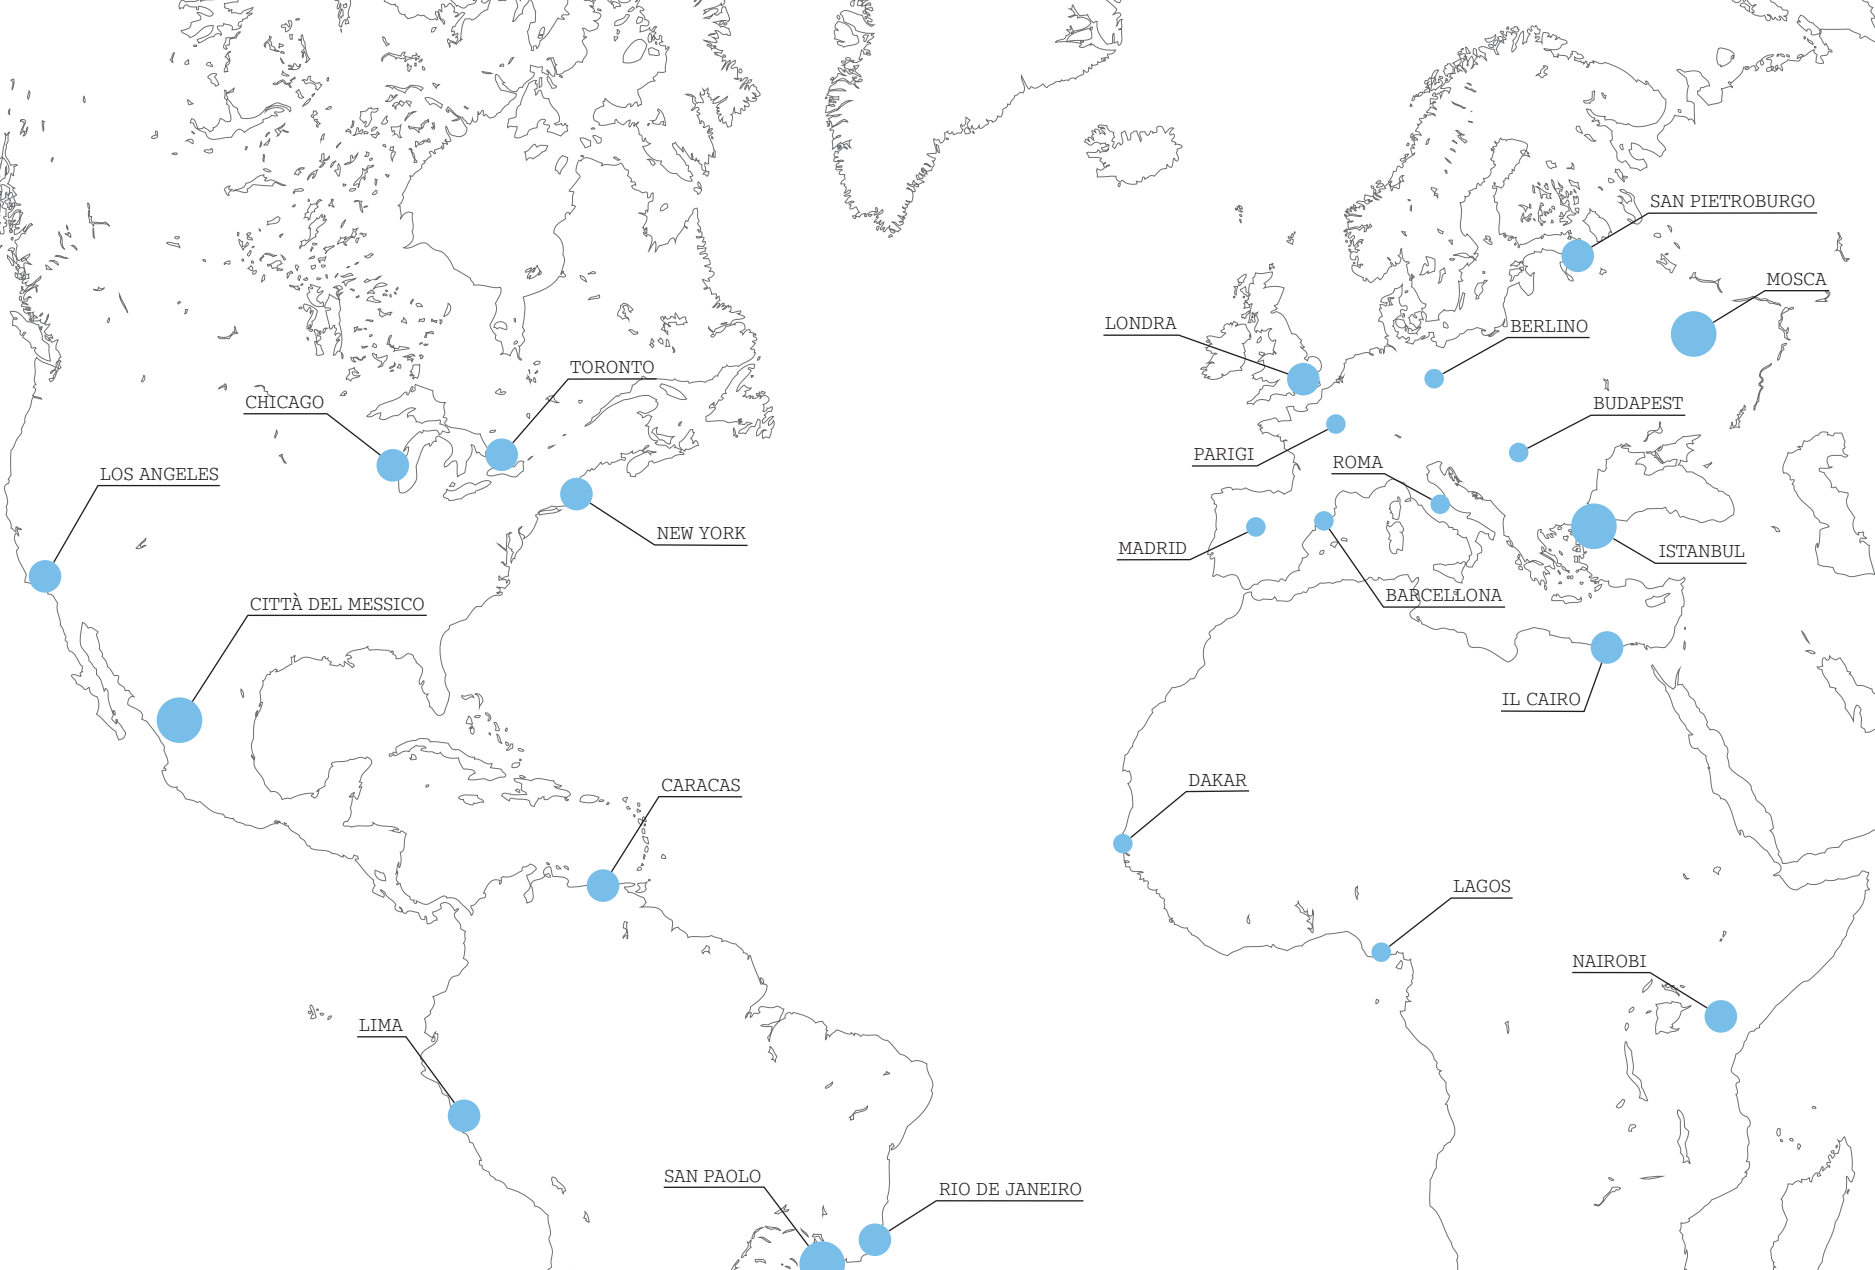 SAN PIETROBURGO
MOSCA
LONDRA
BERLINO
TORONTO
CHICAGO
BUDAPEST
PARIGI
ROMA
LOS ANGELES
NEW YORK
MADRID
ISTANBUL
BARCELLONA
CITTÀ DEL MESSICO
IL CAIRO
DAKAR
CARACAS
LAGOS
NAIROBI
LIMA
SAN PAOLO
RIO DE JANEIRO